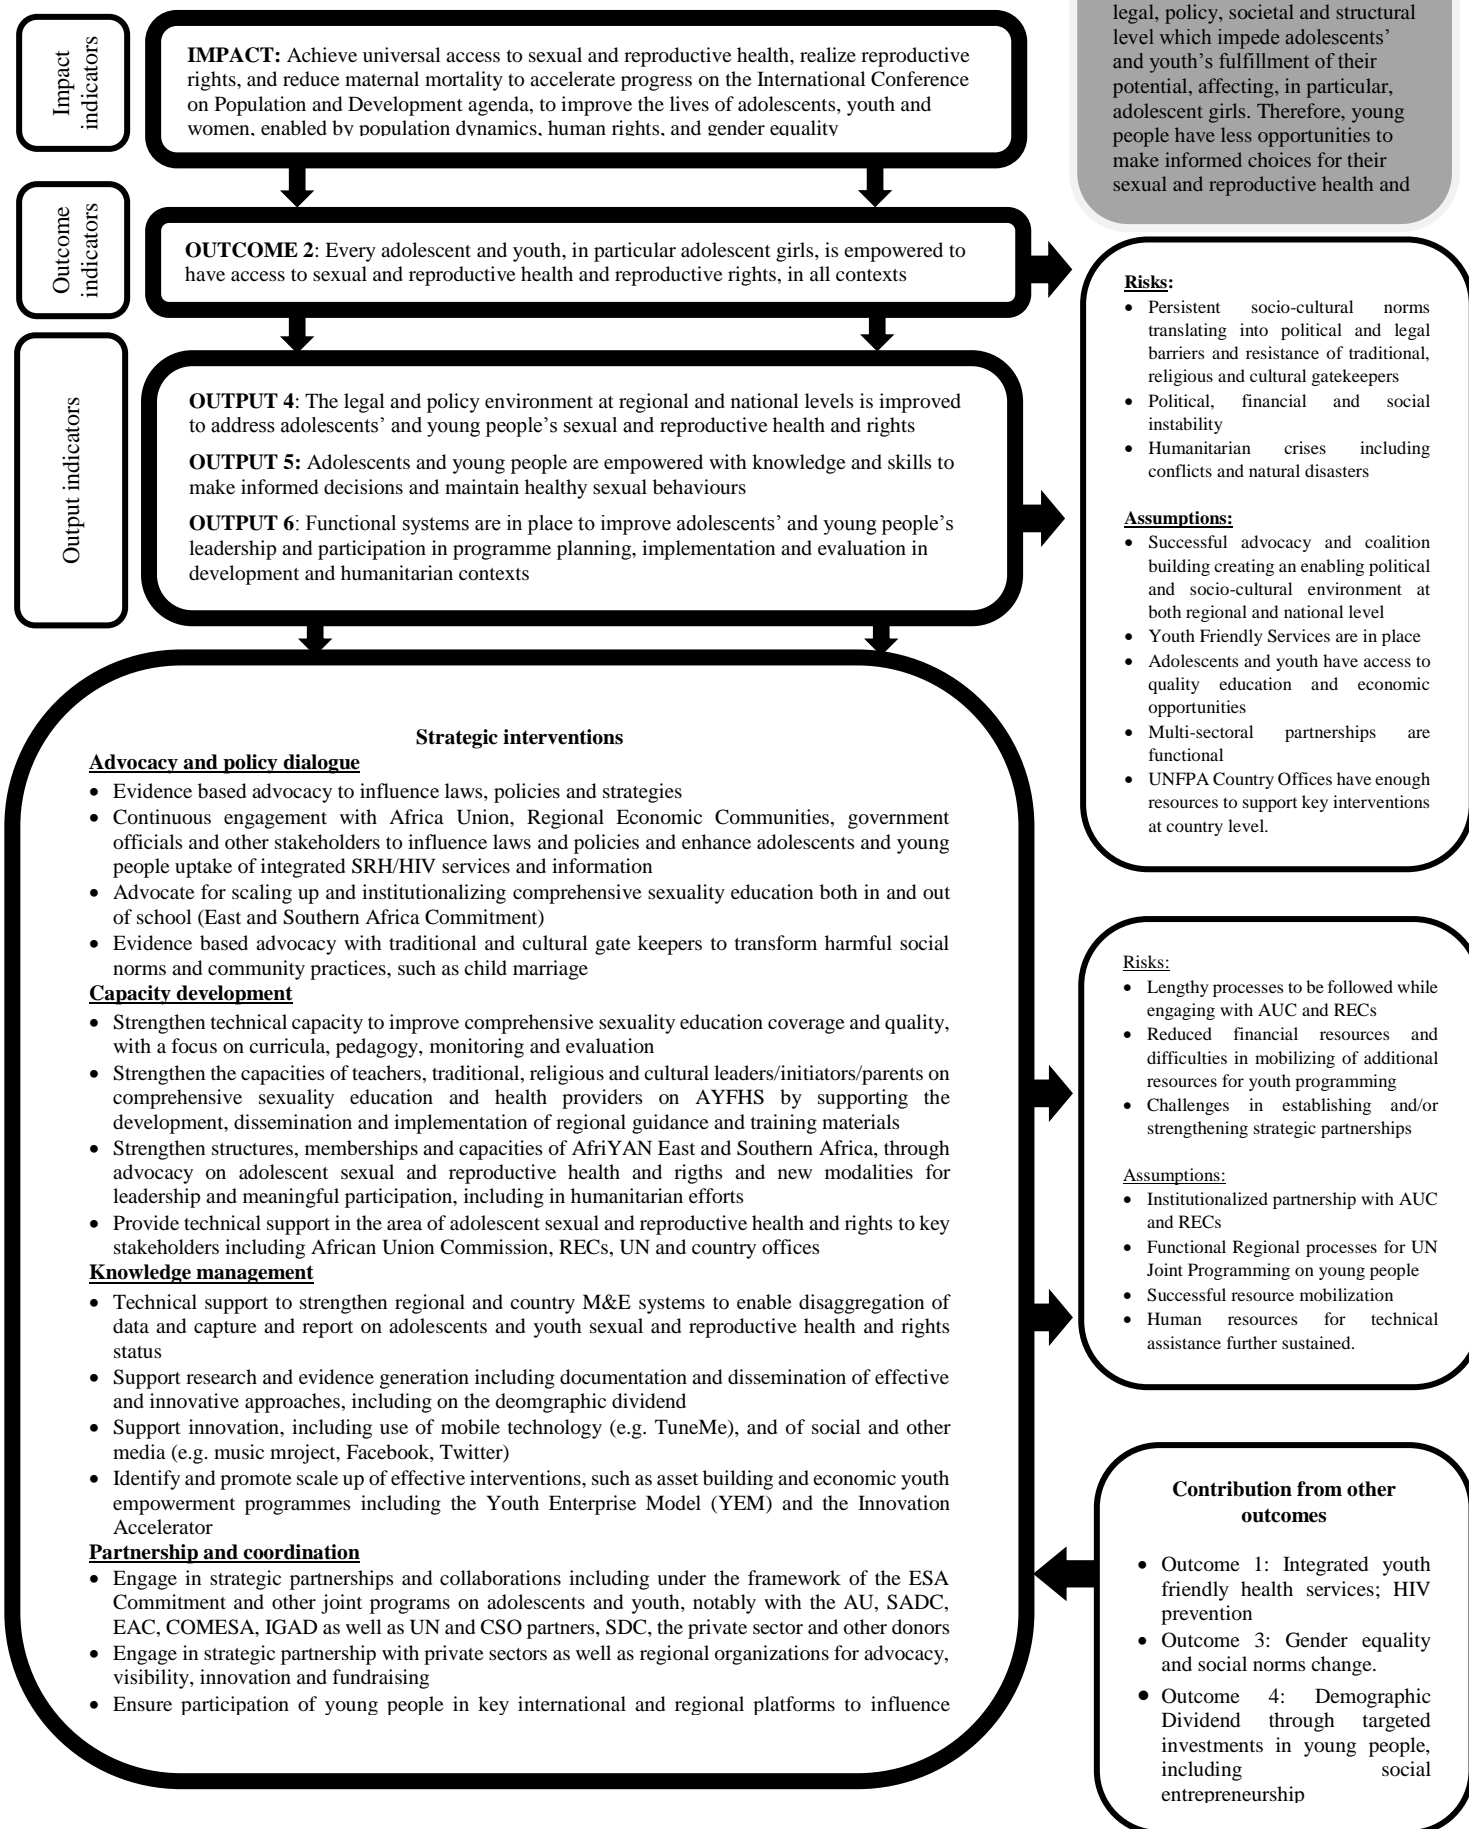 Impact
indicators
IMPACT: Achieve universal access to sexual and reproductive health, realize reproductive
rights, and reduce maternal mortality to accelerate progress on the International Conference
on Population and Development agenda, to improve the lives of adolescents, youth and
women, enabled by population dynamics, human rights, and gender equality
legal, policy, societal and structural
level which impede adolescents’
and youth’s fulfillment of their
potential, affecting, in particular,
adolescent girls. Therefore, young
people have less opportunities to
make informed choices for their
sexual and reproductive health and
Outcome
indicators
OUTCOME 2: Every adolescent and youth, in particular adolescent girls, is empowered to
have access to sexual and reproductive health and reproductive rights, in all contexts
Output indicators
OUTPUT 4: The legal and policy environment at regional and national levels is improved
to address adolescents’ and young people’s sexual and reproductive health and rights
OUTPUT 5: Adolescents and young people are empowered with knowledge and skills to
make informed decisions and maintain healthy sexual behaviours
OUTPUT 6: Functional systems are in place to improve adolescents’ and young people’s
leadership and participation in programme planning, implementation and evaluation in
development and humanitarian contexts
Risks:
• Persistent socio-cultural norms
translating into political and legal
barriers and resistance of traditional,
religious and cultural gatekeepers
• Political, financial and social
instability
• Humanitarian crises including
conflicts and natural disasters
Assumptions:
• Successful advocacy and coalition
building creating an enabling political
and socio-cultural environment at
both regional and national level
• Youth Friendly Services are in place
• Adolescents and youth have access to
quality education and economic
opportunities
• Multi-sectoral partnerships are
functional
• UNFPA Country Offices have enough
resources to support key interventions
at country level.
Strategic interventions
Advocacy and policy dialogue
• Evidence based advocacy to influence laws, policies and strategies
• Continuous engagement with Africa Union, Regional Economic Communities, government
officials and other stakeholders to influence laws and policies and enhance adolescents and young
people uptake of integrated SRH/HIV services and information
• Advocate for scaling up and institutionalizing comprehensive sexuality education both in and out
of school (East and Southern Africa Commitment)
• Evidence based advocacy with traditional and cultural gate keepers to transform harmful social
norms and community practices, such as child marriage
Capacity development
• Strengthen technical capacity to improve comprehensive sexuality education coverage and quality,
with a focus on curricula, pedagogy, monitoring and evaluation
• Strengthen the capacities of teachers, traditional, religious and cultural leaders/initiators/parents on
comprehensive sexuality education and health providers on AYFHS by supporting the
development, dissemination and implementation of regional guidance and training materials
• Strengthen structures, memberships and capacities of AfriYAN East and Southern Africa, through
advocacy on adolescent sexual and reproductive health and rigths and new modalities for
leadership and meaningful participation, including in humanitarian efforts
• Provide technical support in the area of adolescent sexual and reproductive health and rights to key
stakeholders including African Union Commission, RECs, UN and country offices
Knowledge management
• Technical support to strengthen regional and country M&E systems to enable disaggregation of
data and capture and report on adolescents and youth sexual and reproductive health and rights
status
• Support research and evidence generation including documentation and dissemination of effective
and innovative approaches, including on the deomgraphic dividend
• Support innovation, including use of mobile technology (e.g. TuneMe), and of social and other
media (e.g. music mroject, Facebook, Twitter)
• Identify and promote scale up of effective interventions, such as asset building and economic youth
empowerment programmes including the Youth Enterprise Model (YEM) and the Innovation
Accelerator
Partnership and coordination
• Engage in strategic partnerships and collaborations including under the framework of the ESA
Commitment and other joint programs on adolescents and youth, notably with the AU, SADC,
EAC, COMESA, IGAD as well as UN and CSO partners, SDC, the private sector and other donors
• Engage in strategic partnership with private sectors as well as regional organizations for advocacy,
visibility, innovation and fundraising
• Ensure participation of young people in key international and regional platforms to influence
Risks:
• Lengthy processes to be followed while
engaging with AUC and RECs
• Reduced financial resources and
difficulties in mobilizing of additional
resources for youth programming
• Challenges in establishing and/or
strengthening strategic partnerships
Assumptions:
• Institutionalized partnership with AUC
and RECs
• Functional Regional processes for UN
Joint Programming on young people
• Successful resource mobilization
• Human resources for technical
assistance further sustained.
Contribution from other
outcomes
• Outcome 1: Integrated youth
friendly health services; HIV
prevention
• Outcome 3: Gender equality
and social norms change.
• Outcome 4: Demographic
Dividend through targeted
investments in young people,
including social
entrepreneurship